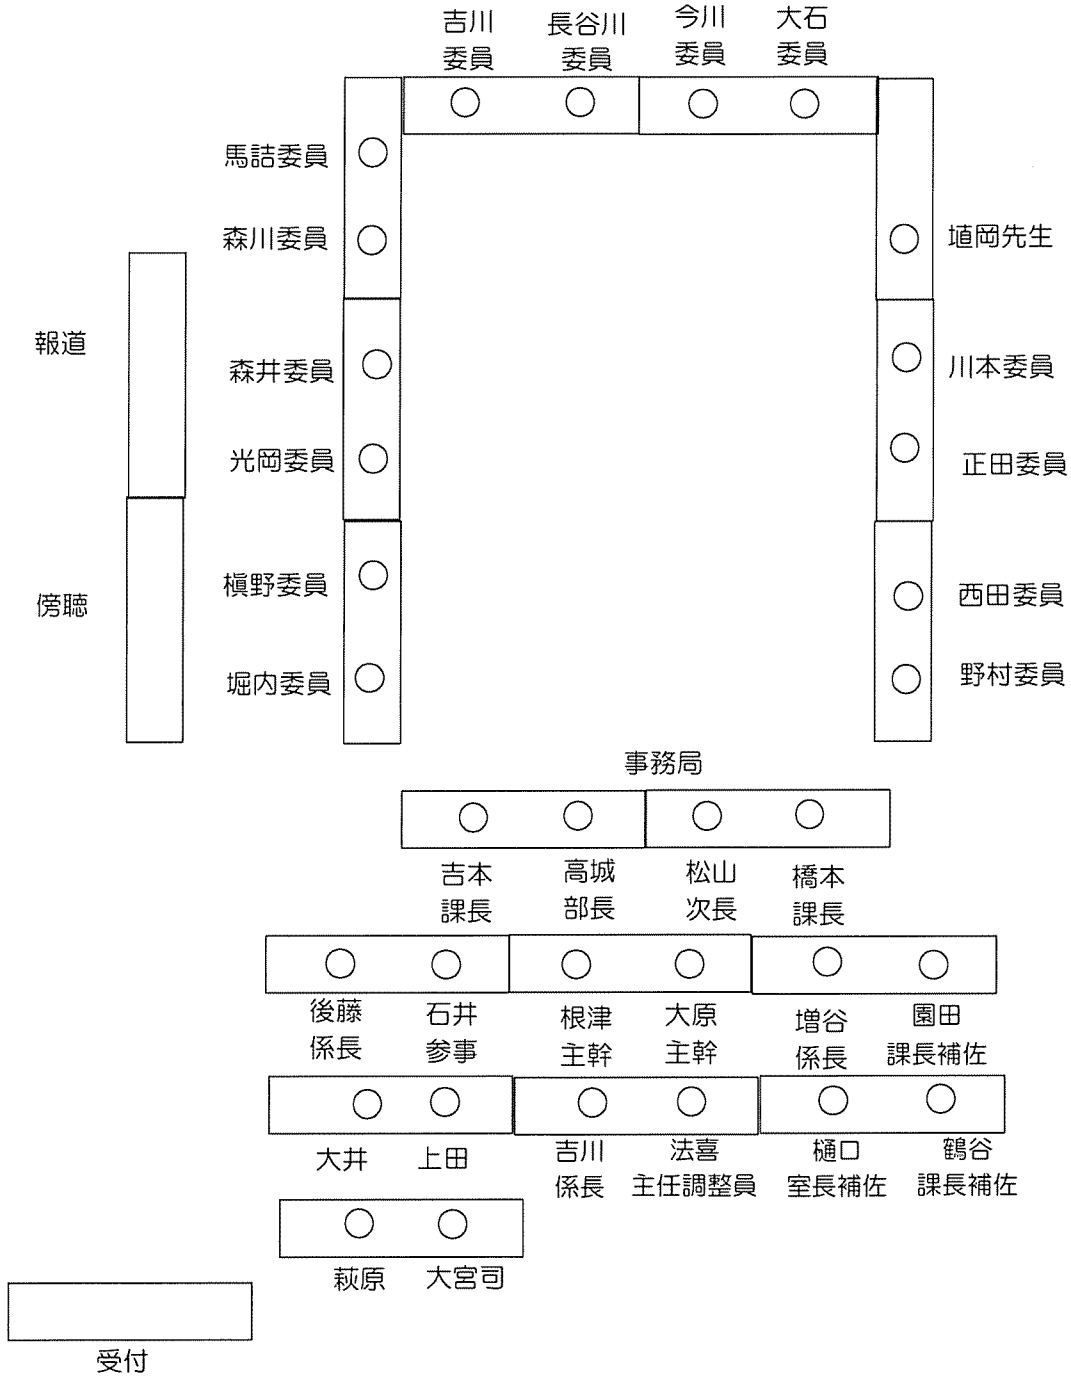 吉川
委員
長谷川
委員
今川
委員
大石
委員
馬詰委員
森川委員
埴岡先生
報道
森井委員
川本委員
光岡委員
正田委員
傍聴
槇野委員
西田委員
堀内委員
野村委員
事務局
吉本
課長
高城
部長
松山
次長
橋本
課長
後藤
係長
石井
参事
根津
主幹
大原
主幹
増谷
係長
園田
課長補佐
大井
上田
吉川
係長
法喜
主任調整員
樋口
室長補佐
鶴谷
課長補佐
萩原
大宮司
受付